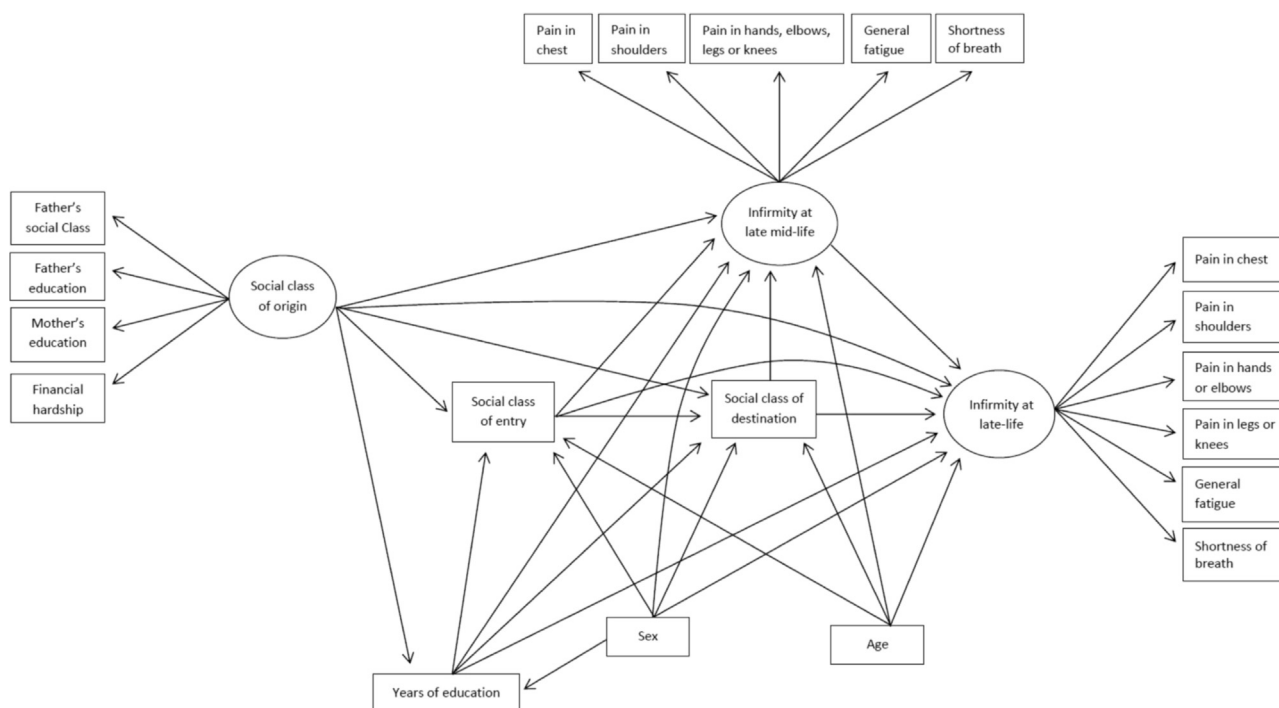 Pain in
chest
Pain in
shoulders
Pain in hands, elbows,
legs or knees
General
fatigue
Shortness
of breath
Infirmity at
late mid-life
Father's
social Class
Father's
education
Mother's
education
Financial
hardship
Social class
of origin
Social class
of entry
Social class of
destination
Infirmity at
late-life
Pain in chest
Pain in
shoulders
Pain in hands
or elbows
Pain in legs or
knees
General
fatigue
Shortness of
breath
Sex
Age
Years of education